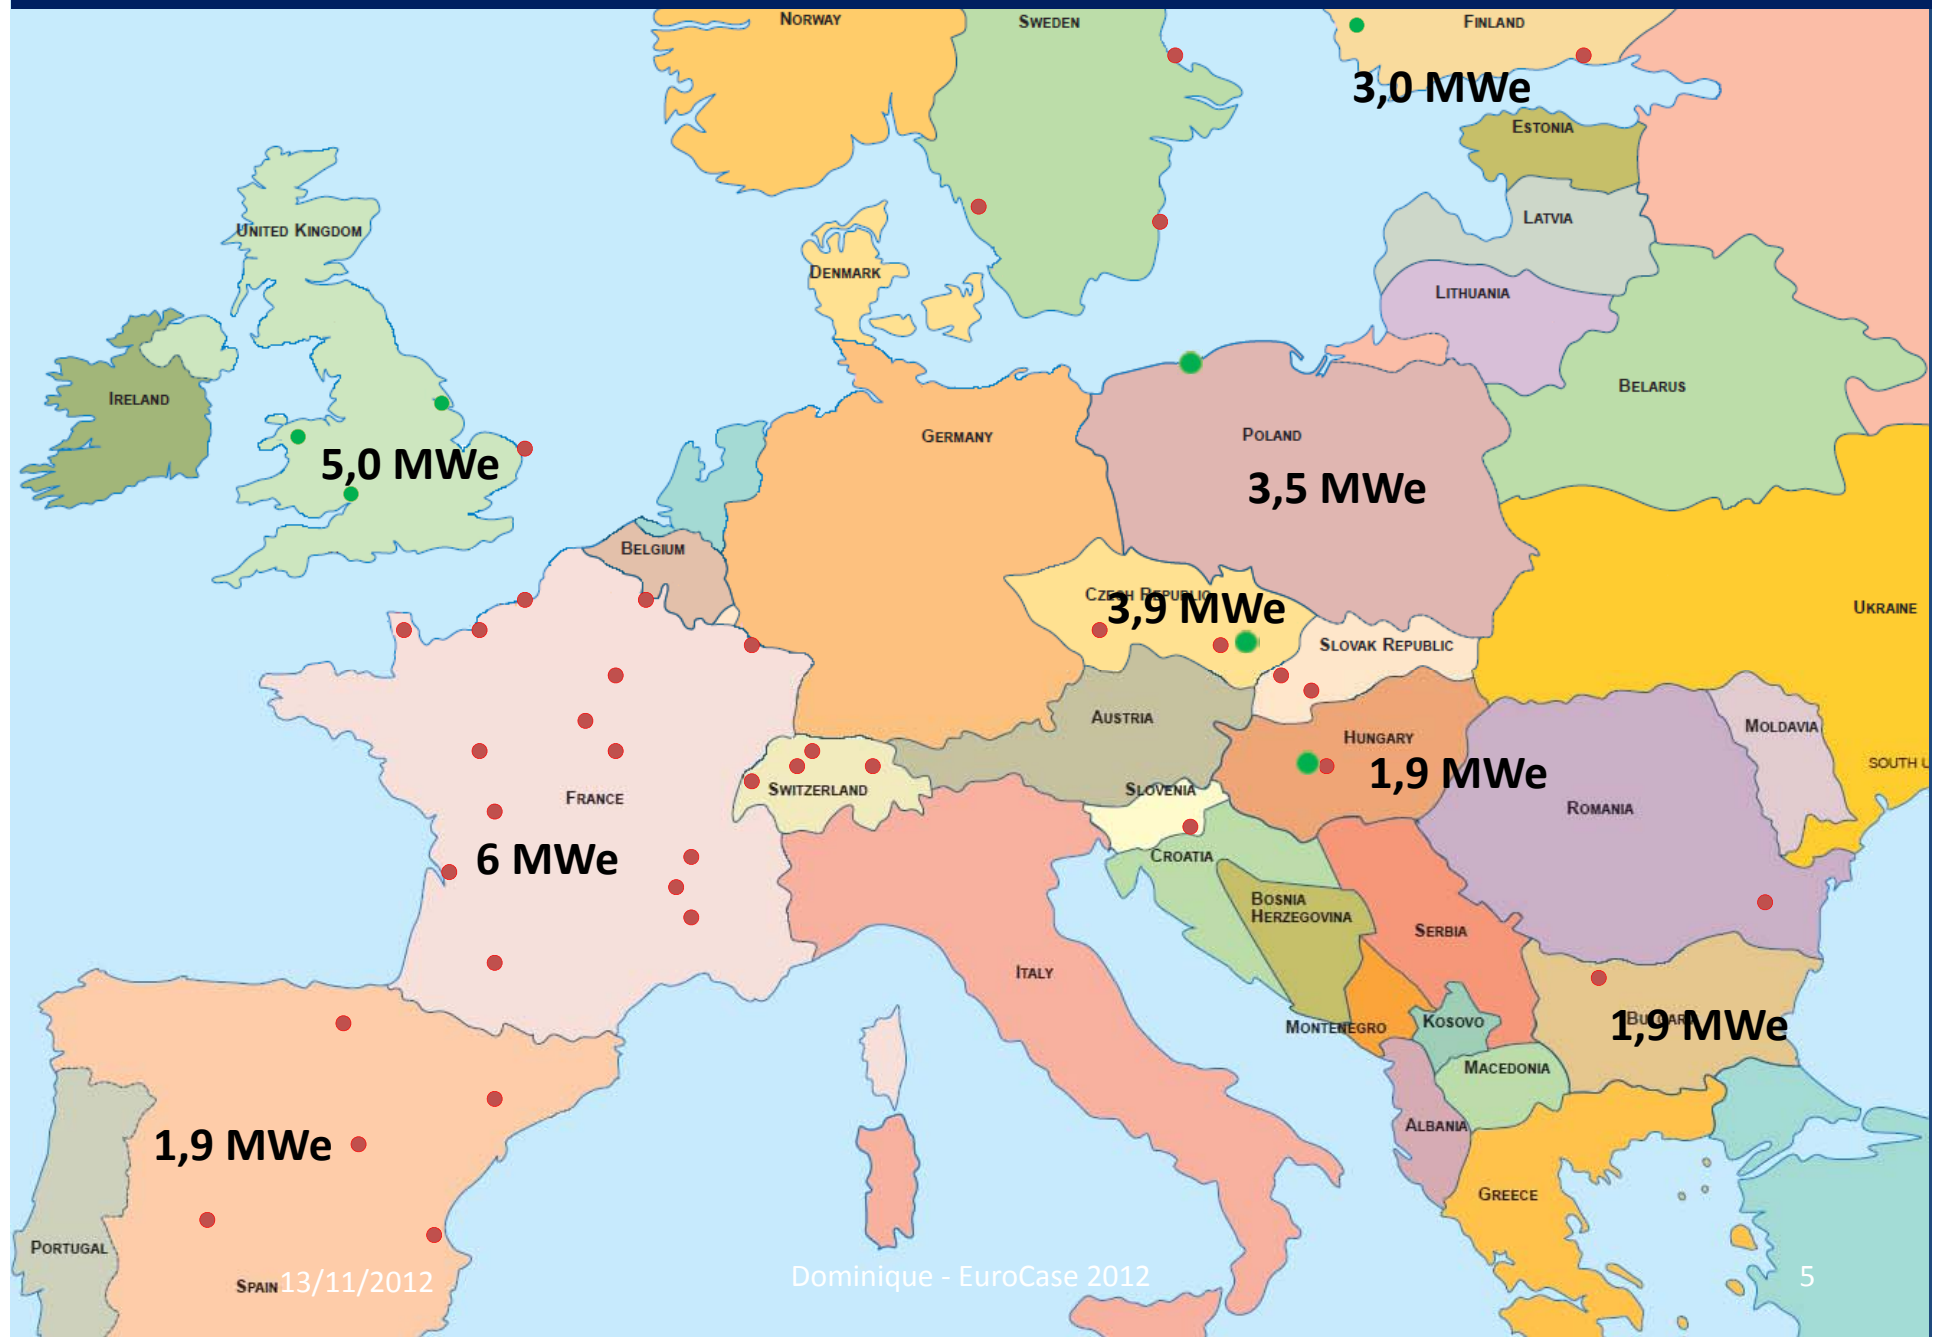 NORWAY
SWEDEN
FINLAND
3,0 MWe
ESTONIA
LATVIA
UNITED KINGDOM
DENMARK
LITHUANIA
IRELAND
BELARUS
GERMANY
POLAND
5,0 MWe
3,5 MWe
BELGIUM
CZECH REPUBLIC
3,9 MWe
UKRAINE
SLOVAK REPUBLIC
AUSTRIA
MOLDAVIA
HUNGARY
1,9 MWe
SOUTH U
SWITZERLAND
SLOVENIA
FRANCE
ROMANIA
6 MWe
CROATIA
BOSNIA
HERZEGOVINA
SERBIA
ITALY
MONTENEGRO
KOSOVO
1,9 MWe
MACEDONIA
ALBANIA
1,9 MWe
GREECE
PORTUGAL
SPAIN
13/11/2012
Dominique - EuroCase 2012
5